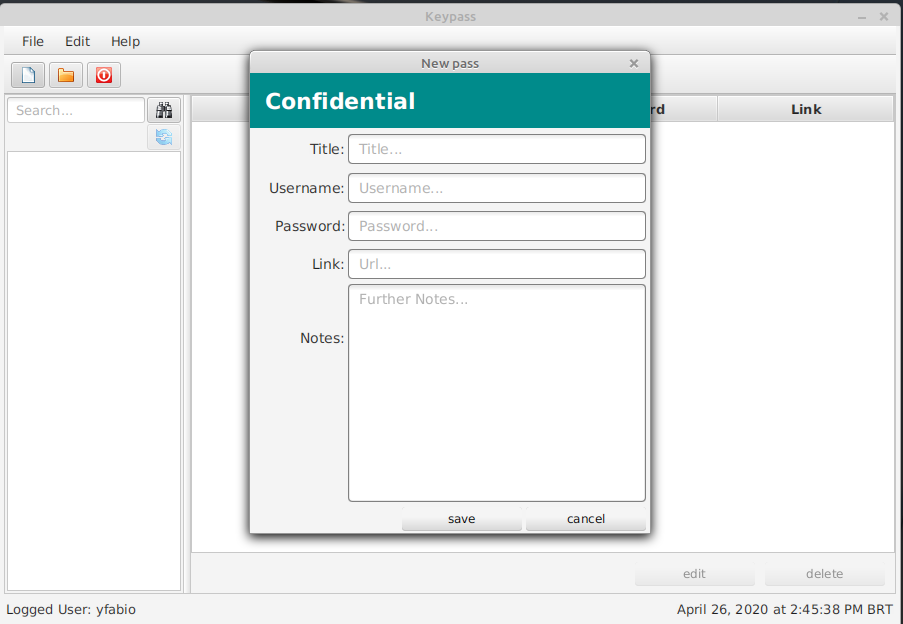 Keypass
File Edit Help
New pass
Search...
Confidential
rd
Link
Title: Title...
Username: Username...
Password: Password...
Link: Url...
Notes: Further Notes...
save cancel
edit delete
Logged User: yfabio
April 26, 2020 at 2:45:38 PM BRT